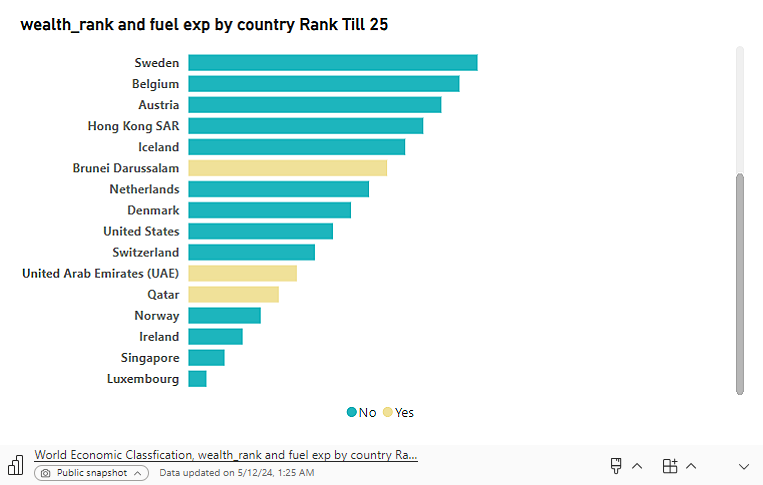 wealth_rank and fuel exp by country Rank Till 25
Sweden
Belgium
Austria
Hong Kong SAR
Iceland
Brunei Darussalam
Netherlands
Denmark
United States
Switzerland
United Arab Emirates (UAE)
Qatar
Norway
Ireland
Singapore
Luxembourg
No Yes
World Economic Classfication, wealth_rank and fuel exp by country Ra...
Public snapshot Data updated on 5/12/24, 1:25 AM